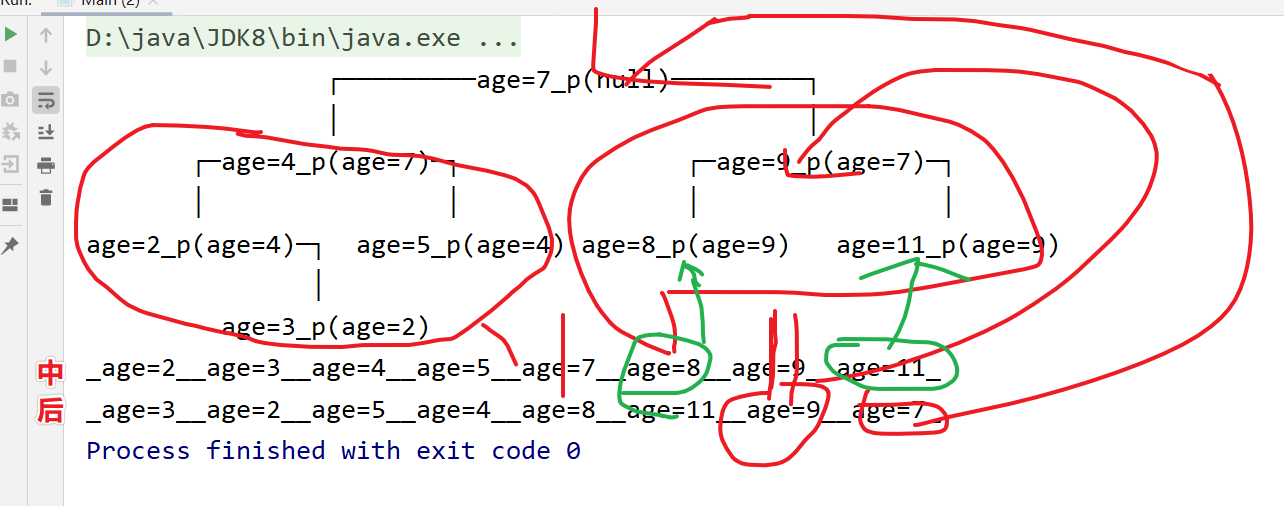 Run: Main (2) ×
D:\java\JDK8\bin\java.exe ...
age=7_p(null)
age=4_p(age=7) age=9_p(age=7)
age=2_p(age=4) age=5_p(age=4) age=8_p(age=9) age=11_p(age=9)
age=3_p(age=2)
中 _age=2__age=3__age=4__age=5__age=7__age=8__age=9__age=11_
后 _age=3__age=2__age=5__age=4__age=8__age=11__age=9__age=7_
Process finished with exit code 0